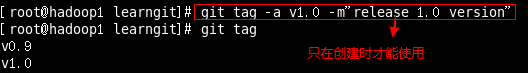 [root@hadoop1 learngit]# git tag -a v1.0 -m"release 1.0 version"
[root@hadoop1 learngit]# git tag
v0.9
v1.0
只在创建时才能使用